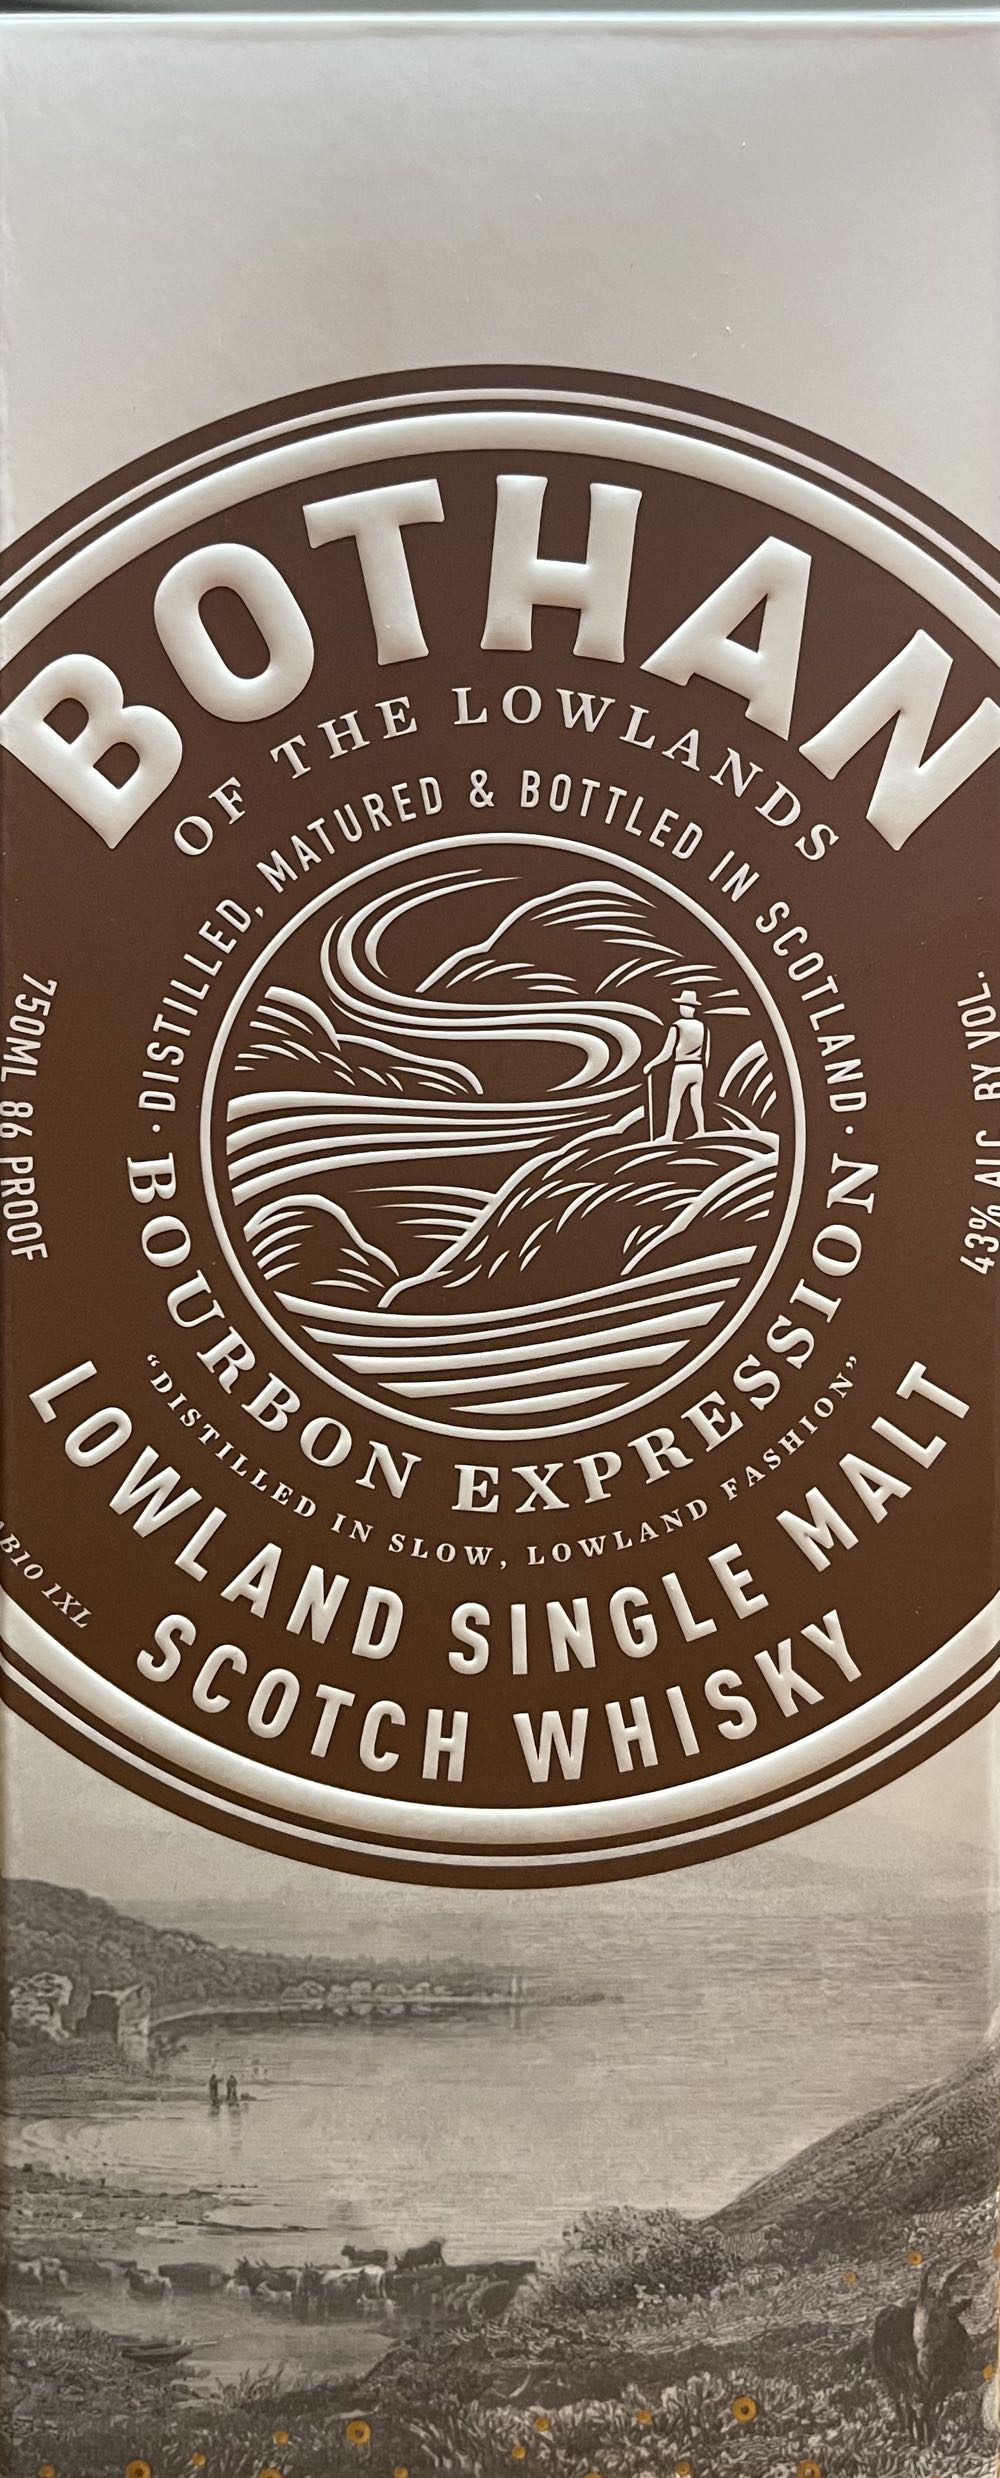 BOTHAN
OF THE LOWLANDS
· DISTILLED, MATURED & BOTTLED IN SCOTLAND ·
750ML 86 PROOF
43% ALC BY VOL.
BOURBON EXPRESSION
“DISTILLED IN SLOW, LOWLAND FASHION”
LOWLAND SINGLE MALT
SCOTCH WHISKY
1XL